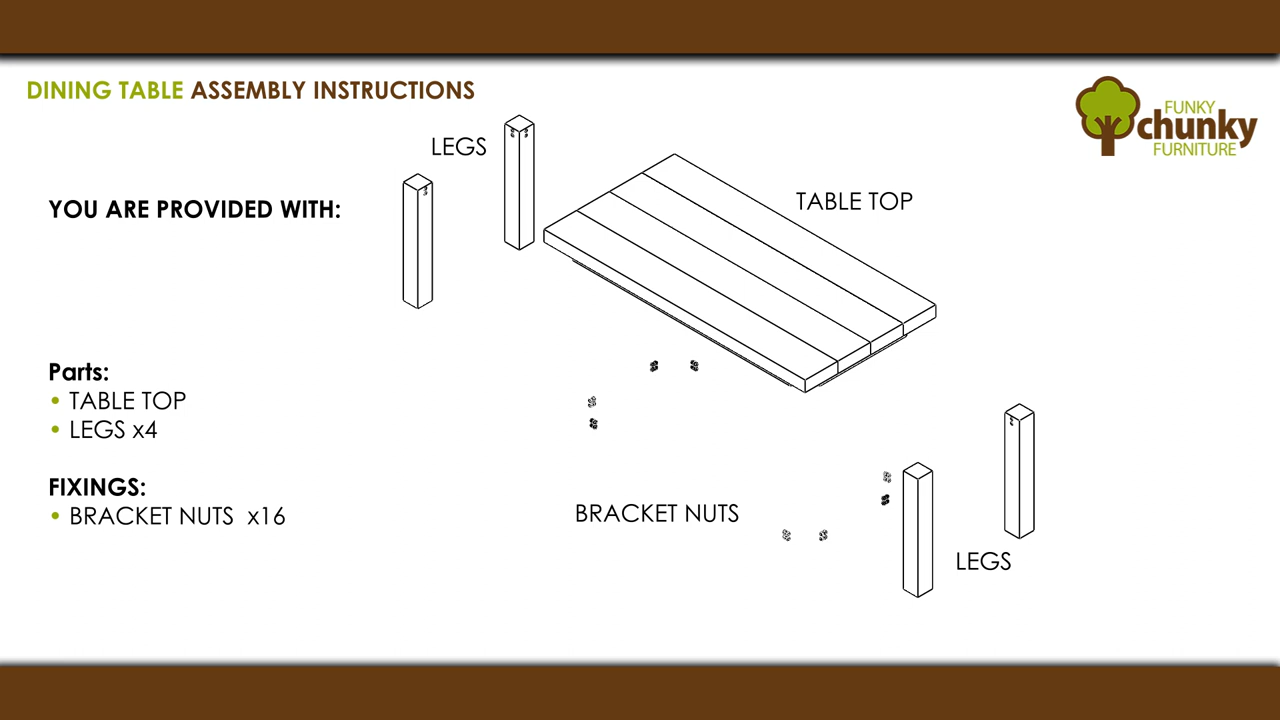 DINING TABLE ASSEMBLY INSTRUCTIONS
FUNKY
chunky
FURNITURE
LEGS
TABLE TOP
YOU ARE PROVIDED WITH:
Parts:
• TABLE TOP
• LEGS x4
FIXINGS:
• BRACKET NUTS x16
BRACKET NUTS
LEGS